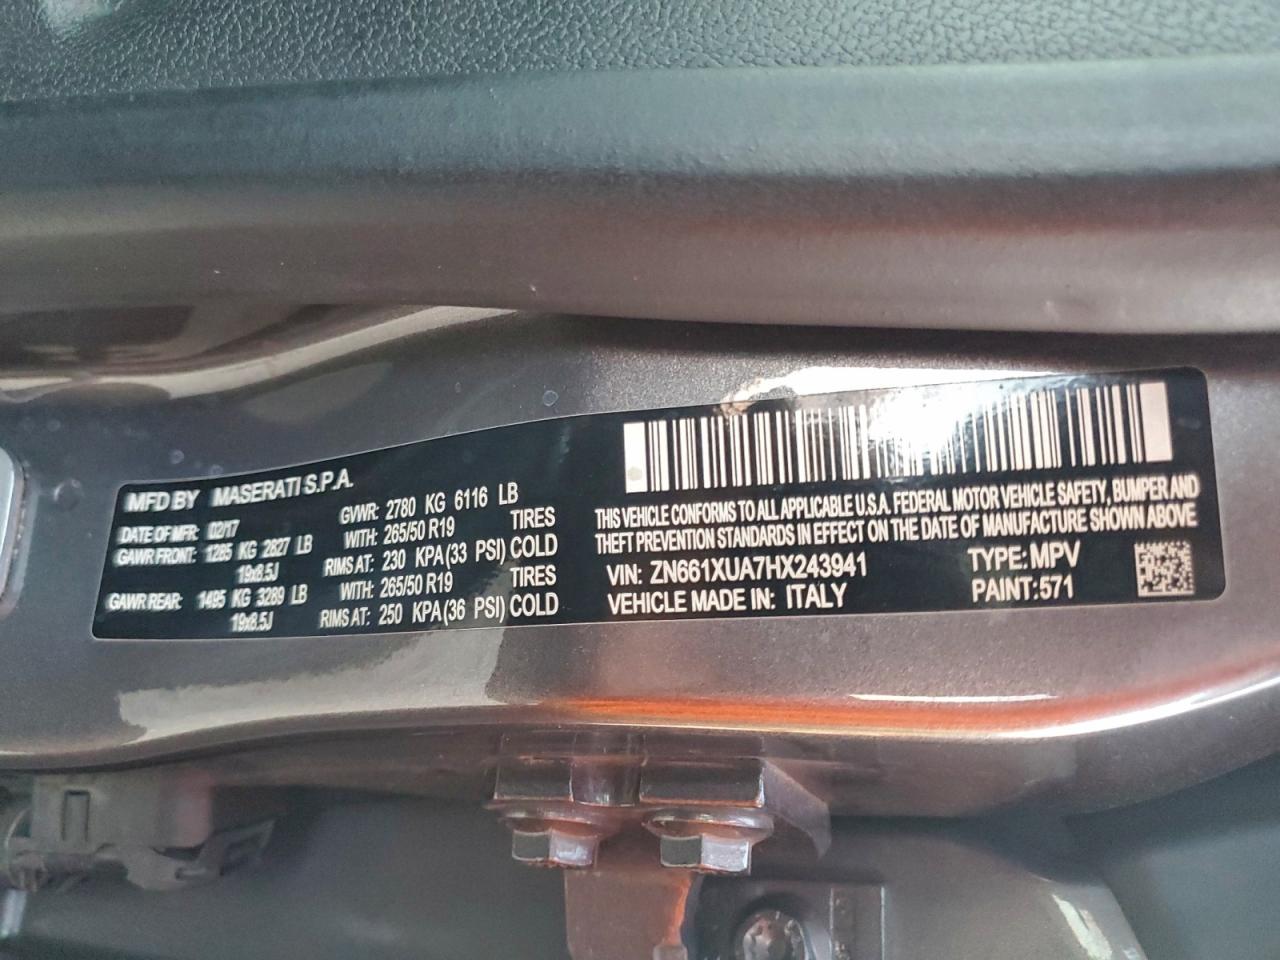 MFD BY MASERATI S.P.A.
DATE OF MFR: 02/17 GVWR: 2780 KG 6116 LB
GAWR FRONT: 1285 KG 2827 LB WITH: 265/50 R19 TIRES
19x8.5J RIMS AT: 230 KPA(33 PSI) COLD
GAWR REAR: 1495 KG 3289 LB WITH: 265/50 R19 TIRES
19x8.5J RIMS AT: 250 KPA(36 PSI) COLD
THIS VEHICLE CONFORMS TO ALL APPLICABLE U.S.A. FEDERAL MOTOR VEHICLE SAFETY, BUMPER AND
THEFT PREVENTION STANDARDS IN EFFECT ON THE DATE OF MANUFACTURE SHOWN ABOVE
VIN: ZN661XUA7HX243941 TYPE: MPV
VEHICLE MADE IN: ITALY PAINT:571